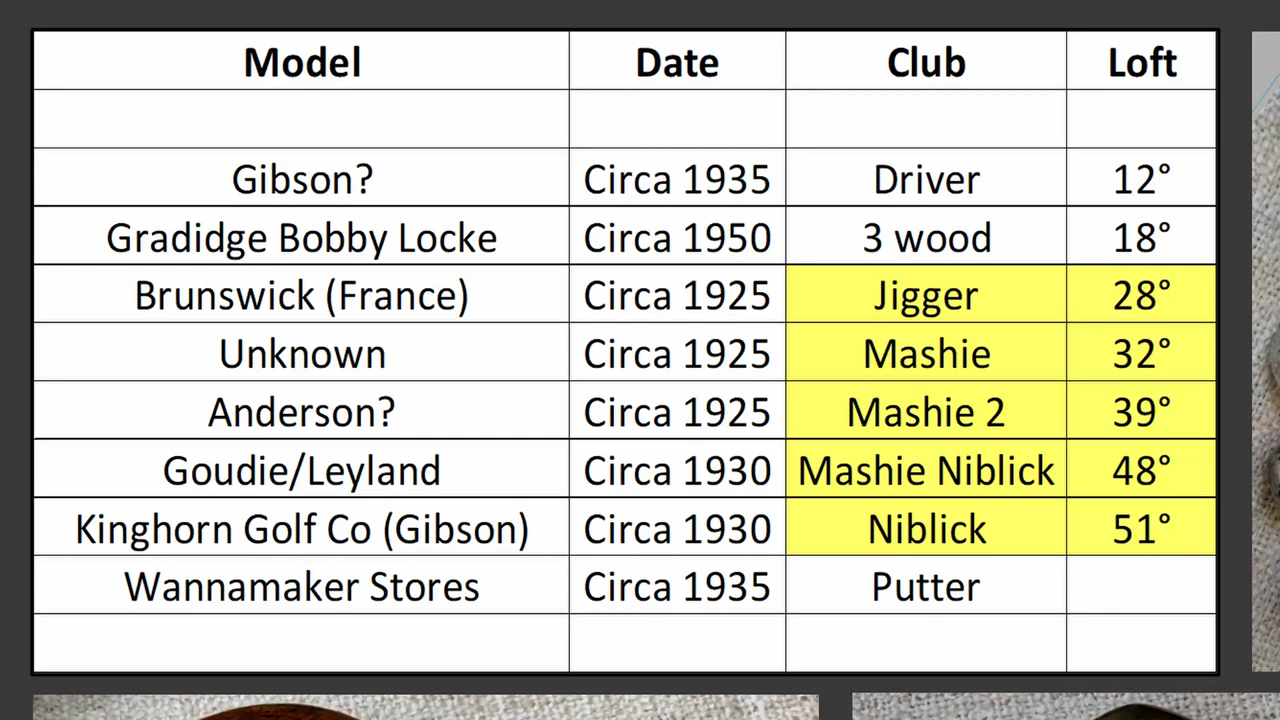 Model Date Club Loft
Gibson? Circa 1935 Driver 12°
Gradidge Bobby Locke Circa 1950 3 wood 18°
Brunswick (France) Circa 1925 Jigger 28°
Unknown Circa 1925 Mashie 32°
Anderson? Circa 1925 Mashie 2 39°
Goudie/Leyland Circa 1930 Mashie Niblick 48°
Kinghorn Golf Co (Gibson) Circa 1930 Niblick 51°
Wannamaker Stores Circa 1935 Putter